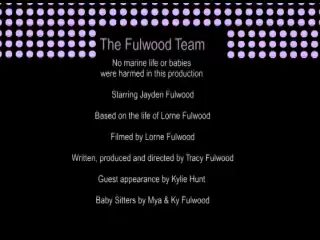 The Fulwood Team
No marine life or babies
were harmed in this production
Starring Jayden Fulwood
Based on the life of Lorne Fulwood
Filmed by Lorne Fulwood
Written, produced and directed by Tracy Fulwood
Guest appearance by Kylie Hunt
Baby Sitters by Mya & Ky Fulwood